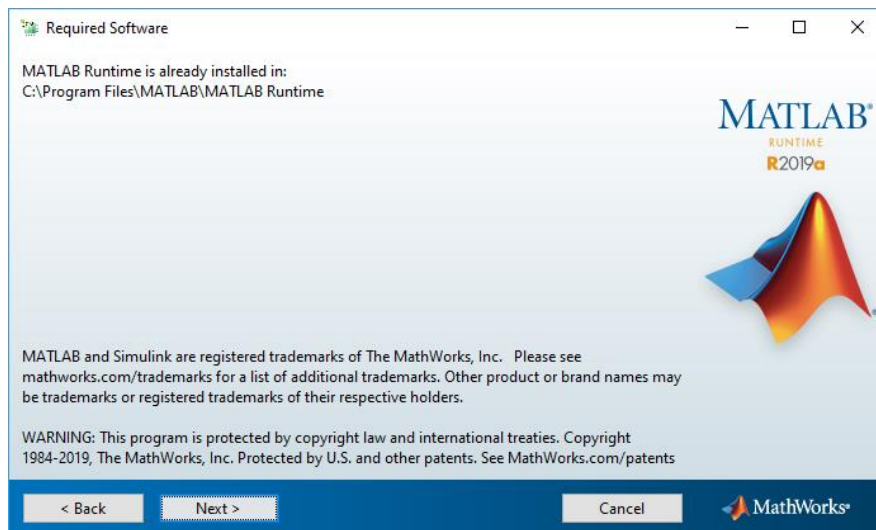 Required Software
MATLAB Runtime is already installed in:
C:\Program Files\MATLAB\MATLAB Runtime
MATLAB®
RUNTIME
R2019a
MATLAB and Simulink are registered trademarks of The MathWorks, Inc.   Please see
mathworks.com/trademarks for a list of additional trademarks. Other product or brand names may
be trademarks or registered trademarks of their respective holders.
WARNING: This program is protected by copyright law and international treaties. Copyright
1984-2019, The MathWorks, Inc. Protected by U.S. and other patents. See MathWorks.com/patents
< Back
Next >
Cancel
MathWorks®